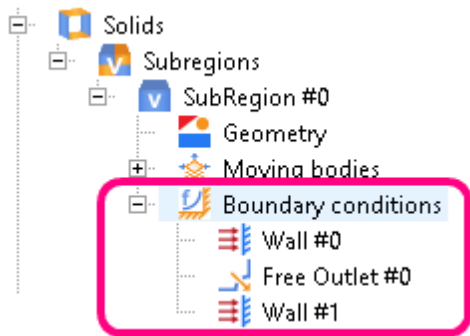 Solids
Subregions
SubRegion #0
Geometry
Moving bodies
Boundary conditions
Wall #0
Free Outlet #0
Wall #1